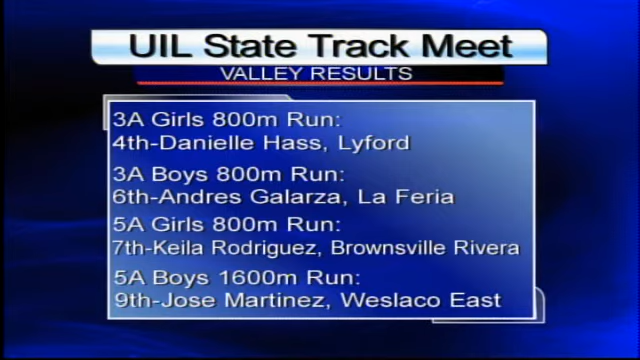 UIL State Track Meet
VALLEY RESULTS
3A Girls 800m Run:
4th-Danielle Hass, Lyford
3A Boys 800m Run:
6th-Andres Galarza, La Feria
5A Girls 800m Run:
7th-Keila Rodriguez, Brownsville Rivera
5A Boys 1600m Run:
9th-Jose Martinez, Weslaco East